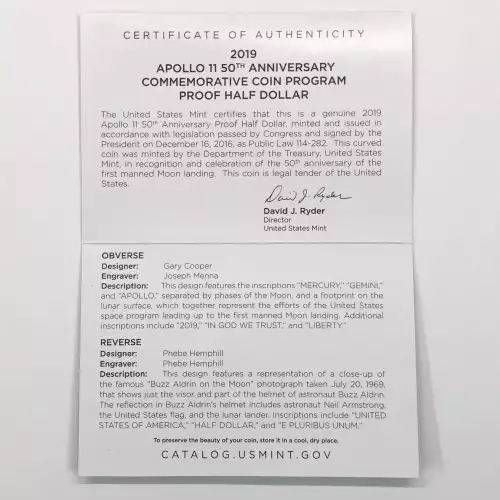 CERTIFICATE OF AUTHENTICITY
2019
APOLLO 11 50TH ANNIVERSARY
COMMEMORATIVE COIN PROGRAM
PROOF HALF DOLLAR
The United States Mint certifies that this is a genuine 2019
Apollo 11 50th Anniversary Proof Half Dollar, minted and issued in
accordance with legislation passed by Congress and signed by the
President on December 16, 2016, as Public Law 114-282. This curved
coin was minted by the Department of the Treasury, United States
Mint, in recognition and celebration of the 50th anniversary of the
first manned Moon landing. This coin is legal tender of the United
States.
David J. Ryder
David J. Ryder
Director
United States Mint
OBVERSE
Designer: Gary Cooper
Engraver: Joseph Menna
Description: This design features the inscriptions "MERCURY," "GEMINI,"
and "APOLLO," separated by phases of the Moon, and a footprint on the
lunar surface, which together represent the efforts of the United States
space program leading up to the first manned Moon landing. Additional
inscriptions include "2019," "IN GOD WE TRUST," and "LIBERTY."
REVERSE
Designer: Phebe Hemphill
Engraver: Phebe Hemphill
Description: This design features a representation of a close-up of
the famous "Buzz Aldrin on the Moon" photograph taken July 20, 1969,
that shows just the visor and part of the helmet of astronaut Buzz Aldrin.
The reflection in Buzz Aldrin's helmet includes astronaut Neil Armstrong,
the United States flag, and the lunar lander. Inscriptions include "UNITED
STATES OF AMERICA," "HALF DOLLAR," and "E PLURIBUS UNUM."
To preserve the beauty of your coin, store it in a cool, dry place.
CATALOG.USMINT.GOV